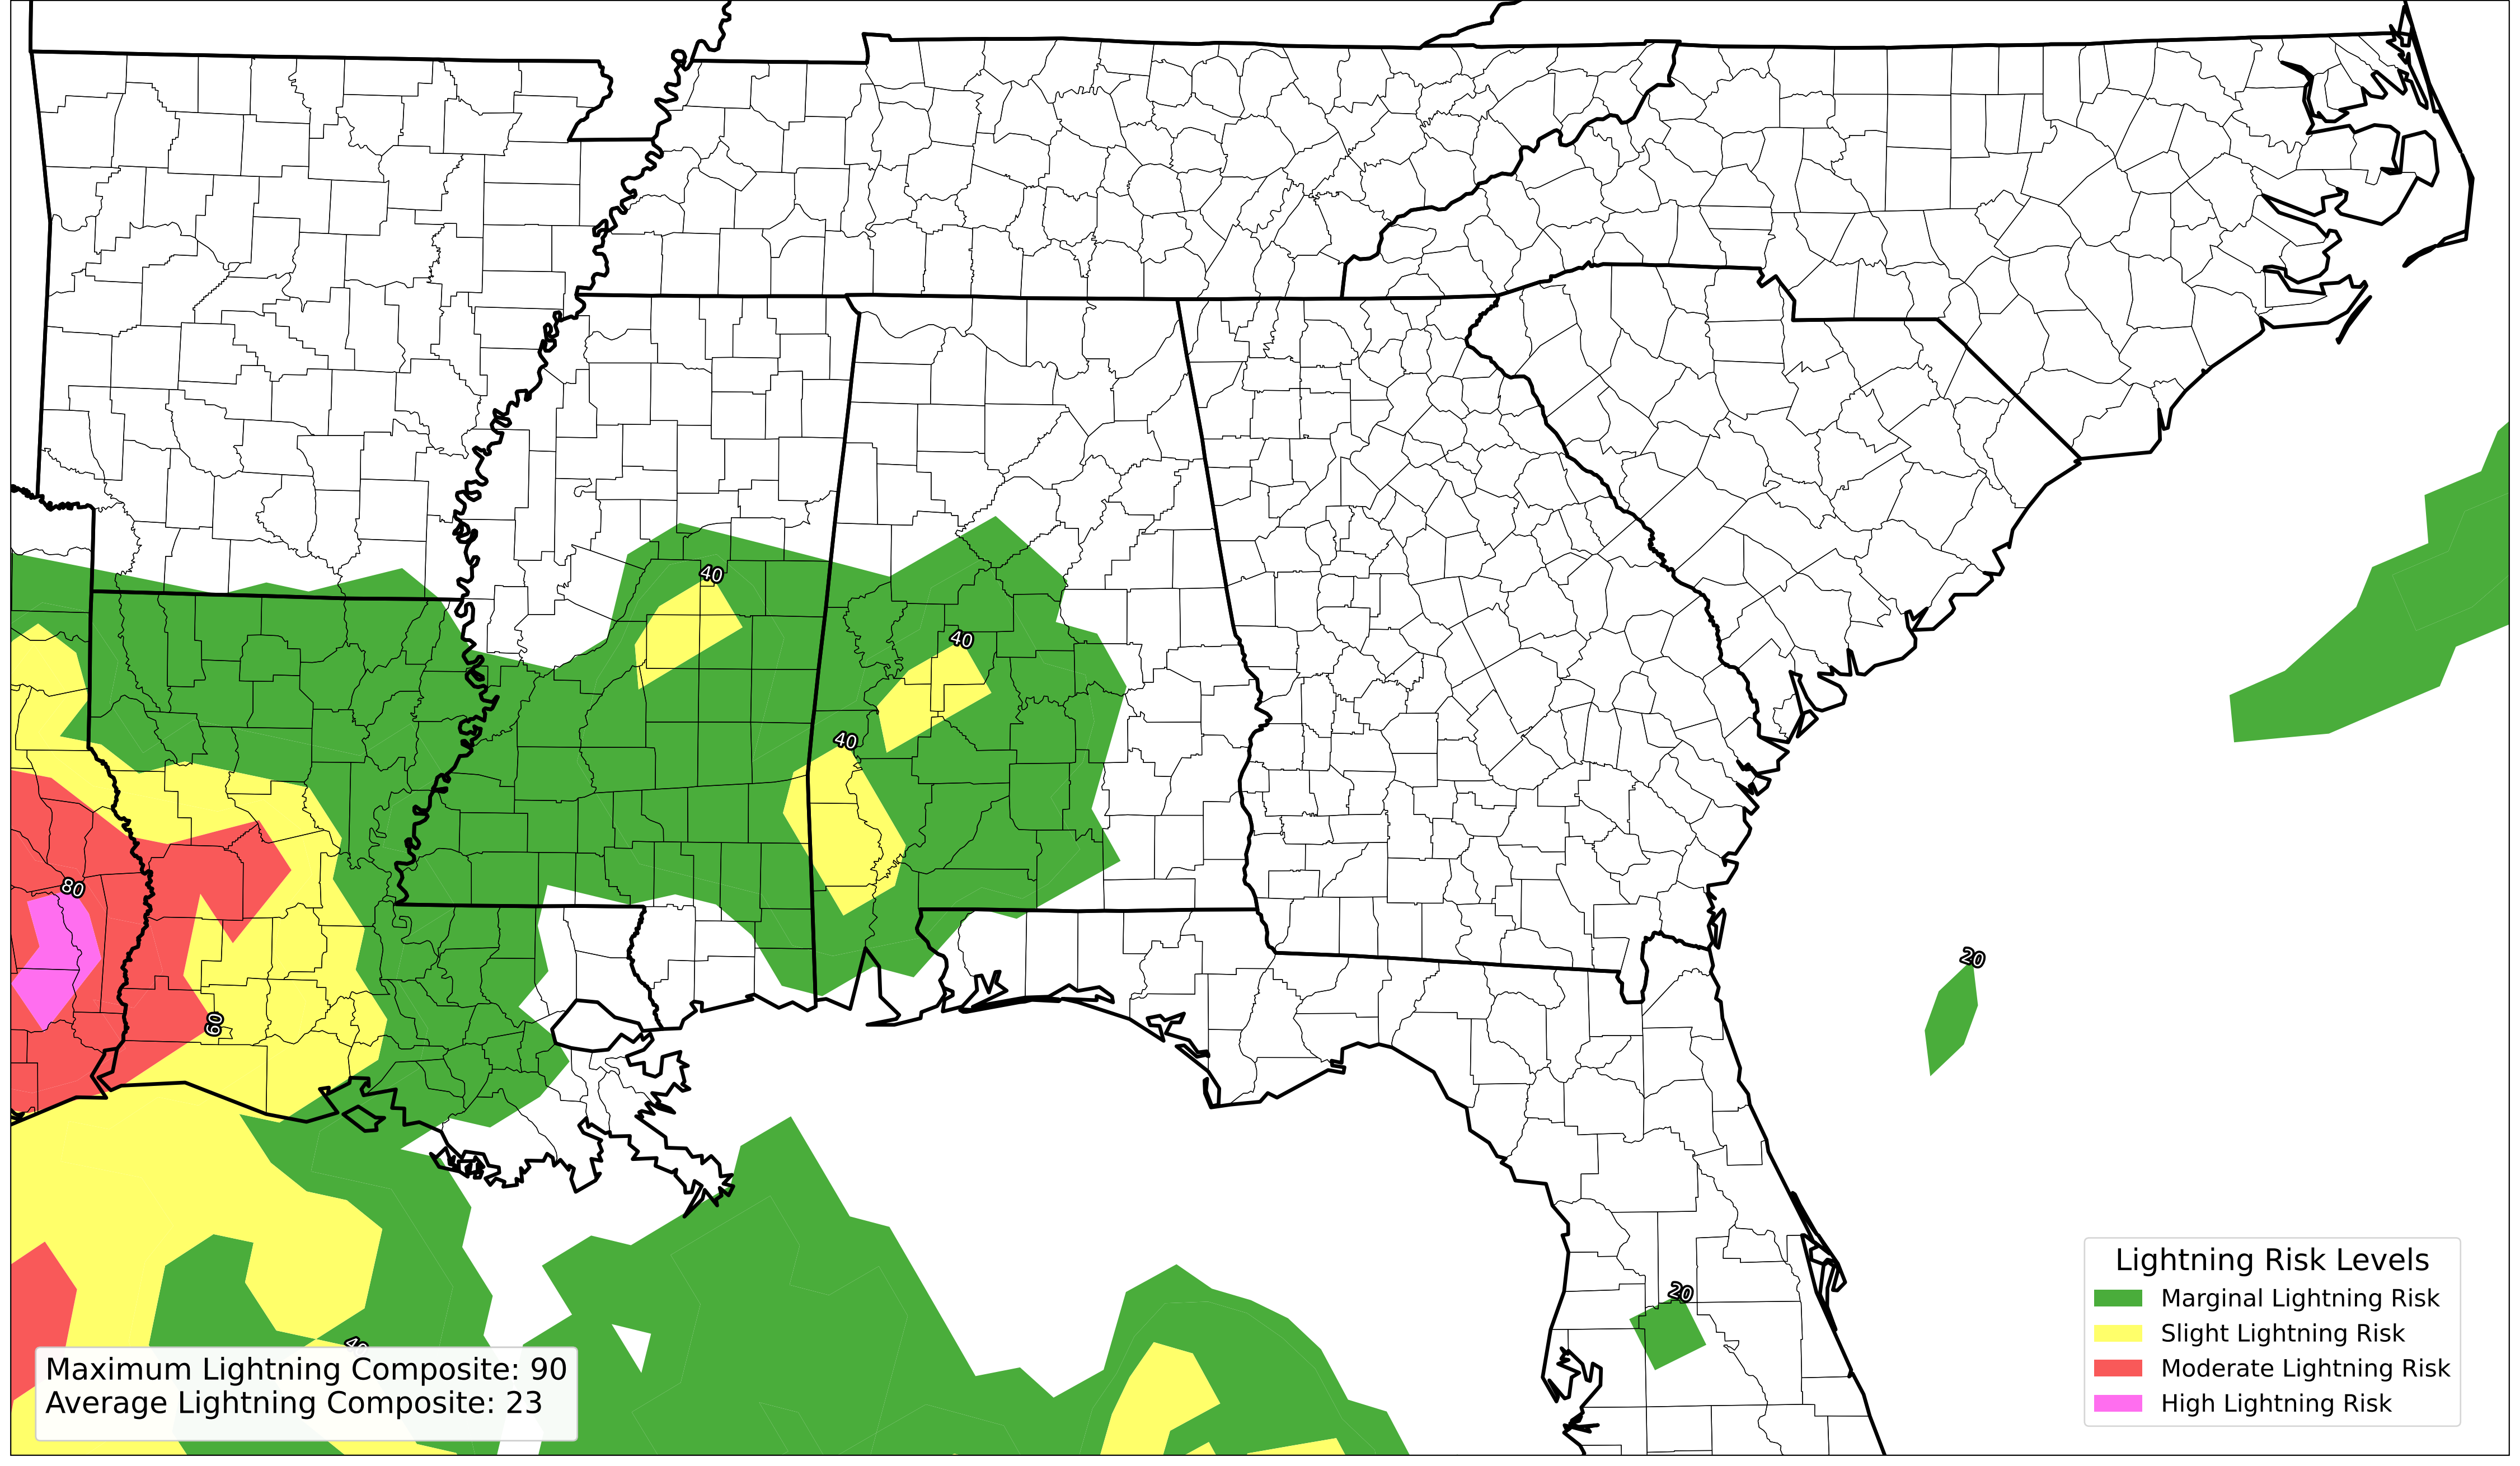 40
40
40
80
20
60
20
40
Lightning Risk Levels
Marginal Lightning Risk
Slight Lightning Risk
Moderate Lightning Risk
High Lightning Risk
Maximum Lightning Composite: 90
Average Lightning Composite: 23